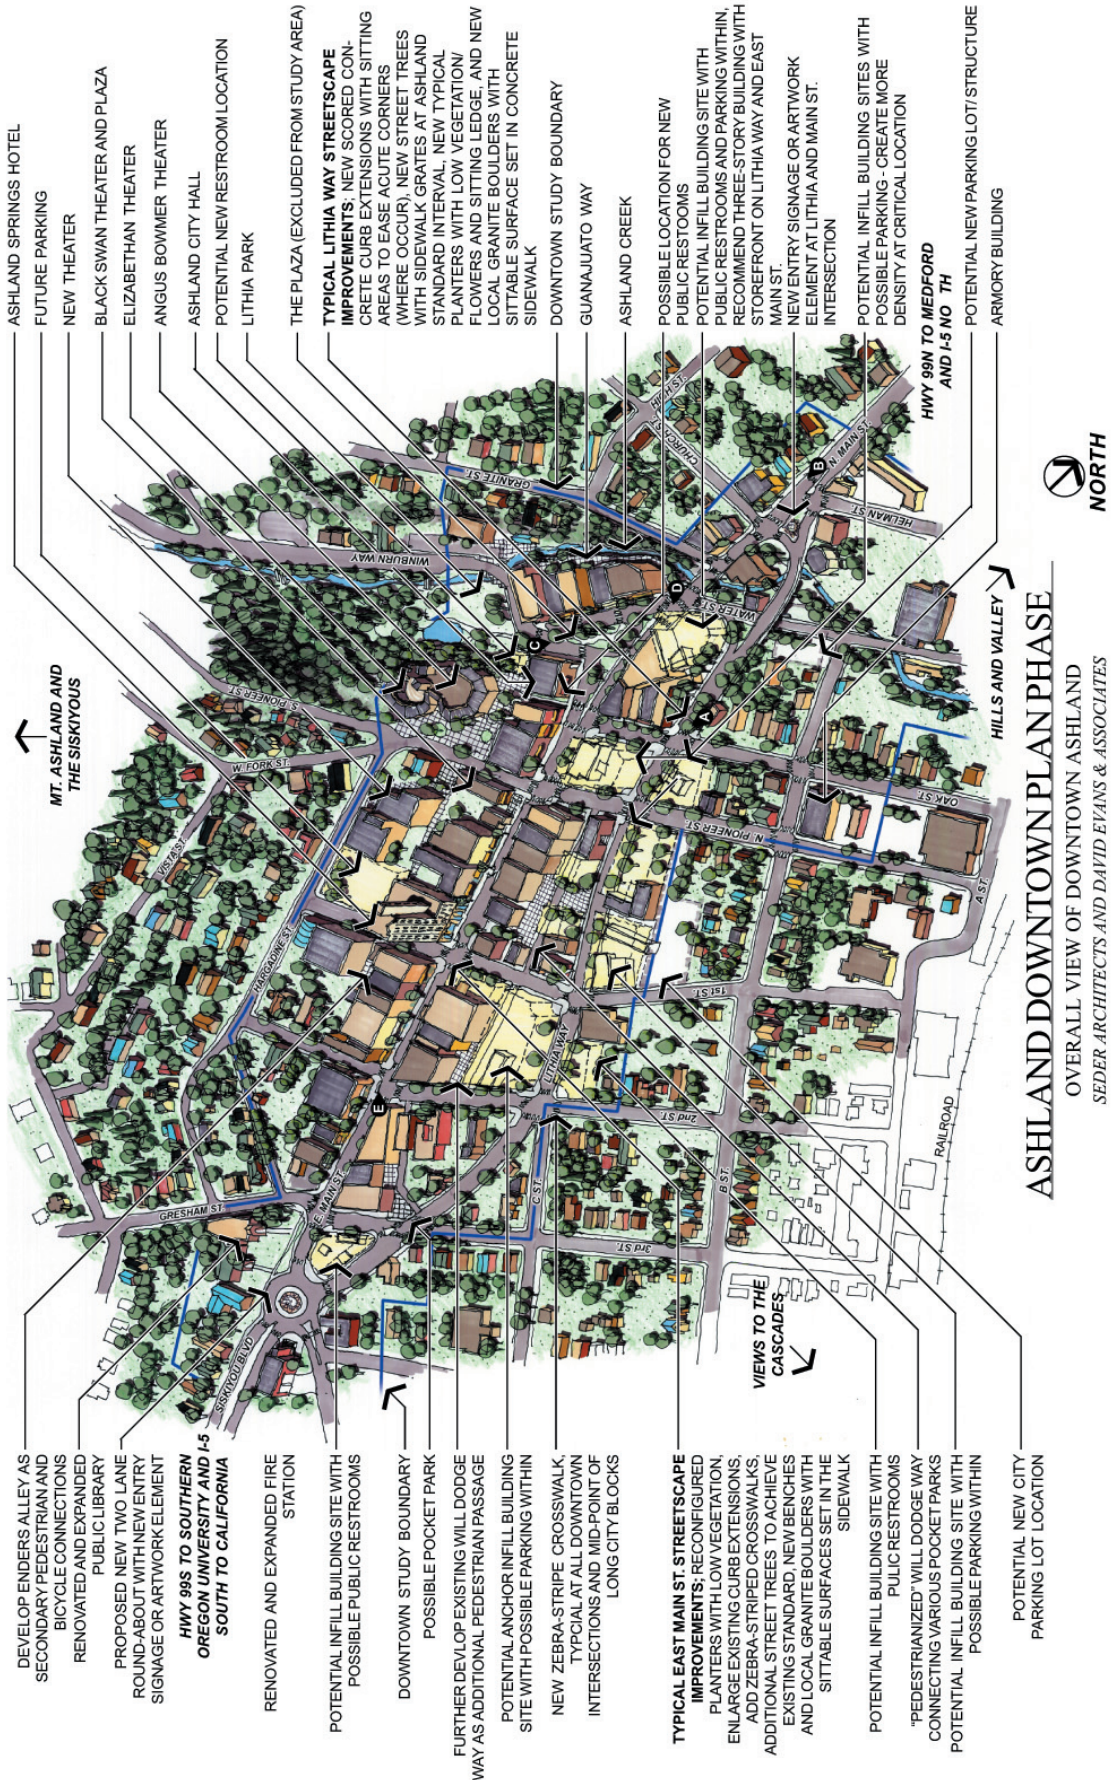 ASHLAND SPRINGS HOTEL
FUTURE PARKING
NEW THEATER
BLACK SWAN THEATER AND PLAZA
ELIZABETHAN THEATER
ANGUS BOWMER THEATER
ASHLAND CITY HALL
POTENTIAL NEW RESTROOM LOCATION
LITHIA PARK
THE PLAZA (EXCLUDED FROM STUDY AREA)
TYPICAL LITHIA WAY STREETSCAPE
IMPROVEMENTS; NEW SCORED CON-
CRETE CURB EXTENSIONS WITH SITTING
AREAS TO EASE ACUTE CORNERS
(WHERE OCCUR), NEW STREET TREES
WITH SIDEWALK GRATES AT ASHLAND
STANDARD INTERVAL, NEW TYPICAL
PLANTERS WITH LOW VEGETATION/
FLOWERS AND SITTING LEDGE, AND NEW
LOCAL GRANITE BOULDERS WITH
SITTABLE SURFACE SET IN CONCRETE
SIDEWALK
DOWNTOWN STUDY BOUNDARY
GUANAJUATO WAY
ASHLAND CREEK
POSSIBLE LOCATION FOR NEW
PUBLIC RESTOOMS
POTENTIAL INFILL BUILDING SITE WITH
PUBLIC RESTROOMS AND PARKING WITHIN,
RECOMMEND THREE-STORY BUILDING WITH
STOREFRONT ON LITHIA WAY AND EAST
MAIN ST.
NEW ENTRY SIGNAGE OR ARTWORK
ELEMENT AT LITHIA AND MAIN ST.
INTERSECTION
POTENTIAL INFILL BUILDING SITES WITH
POSSIBLE PARKING - CREATE MORE
DENSITY AT CRITICAL LOCATION
HWY 99N TO MEDFORD
AND I-5 NO TH
POTENTIAL NEW PARKING LOT/ STRUCTURE
ARMORY BUILDING
MT. ASHLAND AND
THE SISKIYOUS
S. PIONEER ST.
W. FORK ST.
VISTA ST.
HARGADINE ST.
GRESHAM ST.
E. MAIN ST.
SISKIYOU BLVD
WINBURN WAY
GRANITE ST.
HIGH ST.
CHURCH ST.
N. MAIN ST.
HELMAN ST.
WATER ST.
OAK ST.
N. PIONEER ST.
A ST.
1st ST.
LITHIA WAY
2nd ST.
C ST.
B ST.
3rd ST.
RAILROAD
A
B
C
D
E
HILLS AND VALLEY
VIEWS TO THE
CASCADES
DEVELOP ENDERS ALLEY AS
SECONDARY PEDESTRIAN AND
BICYCLE CONNECTIONS
RENOVATED AND EXPANDED
PUBLIC LIBRARY
PROPOSED NEW TWO LANE
ROUND-ABOUT WITH NEW ENTRY
SIGNAGE OR ARTWORK ELEMENT
HWY 99S TO SOUTHERN
OREGON UNIVERSITY AND I-5
SOUTH TO CALIFORNIA
RENOVATED AND EXPANDED FIRE
STATION
POTENTIAL INFILL BUILDING SITE WITH
POSSIBLE PUBLIC RESTROOMS
DOWNTOWN STUDY BOUNDARY
POSSIBLE POCKET PARK
FURTHER DEVLOP EXISTING WILL DODGE
WAY AS ADDITIONAL PEDESTRIAN PASSAGE
POTENTIAL ANCHOR INFILL BUILDING
SITE WITH POSSIBLE PARKING WITHIN
NEW ZEBRA-STRIPE CROSSWALK,
TYPCIAL AT ALL DOWNTOWN
INTERSECTIONS AND MID-POINT OF
LONG CITY BLOCKS
TYPICAL EAST MAIN ST. STREETSCAPE
IMPROVEMENTS; RECONFIGURED
PLANTERS WITH LOW VEGETATION,
ENLARGE EXISTING CURB EXTENSIONS,
ADD ZEBRA-STRIPED CROSSWALKS,
ADDITIONAL STREET TREES TO ACHIEVE
EXISTING STANDARD, NEW BENCHES
AND LOCAL GRANITE BOULDERS WITH
SITTABLE SURFACES SET IN THE
SIDEWALK
POTENTIAL INFILL BUILDING SITE WITH
PULIC RESTROOMS
"PEDESTRIANIZED" WILL DODGE WAY
CONNECTING VARIOUS POCKET PARKS
POTENTIAL INFILL BUILDING SITE WITH
POSSIBLE PARKING WITHIN
POTENTIAL NEW CITY
PARKING LOT LOCATION
NORTH
ASHLAND DOWNTOWN PLAN PHASE
OVERALL VIEW OF DOWNTOWN ASHLAND
SEDER ARCHITECTS AND DAVID EVANS & ASSOCIATES